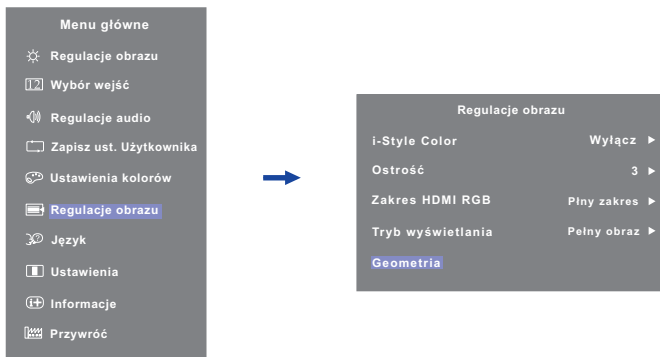 Menu główne
Regulacje obrazu
12 Wybór wejść
Regulacje audio
Zapisz ust. Użytkownika
Ustawienia kolorów
Regulacje obrazu
Język
Ustawienia
Informacje
Przywróć
Regulacje obrazu
i-Style Color Wyłącz
Ostrość 3
Zakres HDMI RGB Płny zakres
Tryb wyświetlania Pełny obraz
Geometria